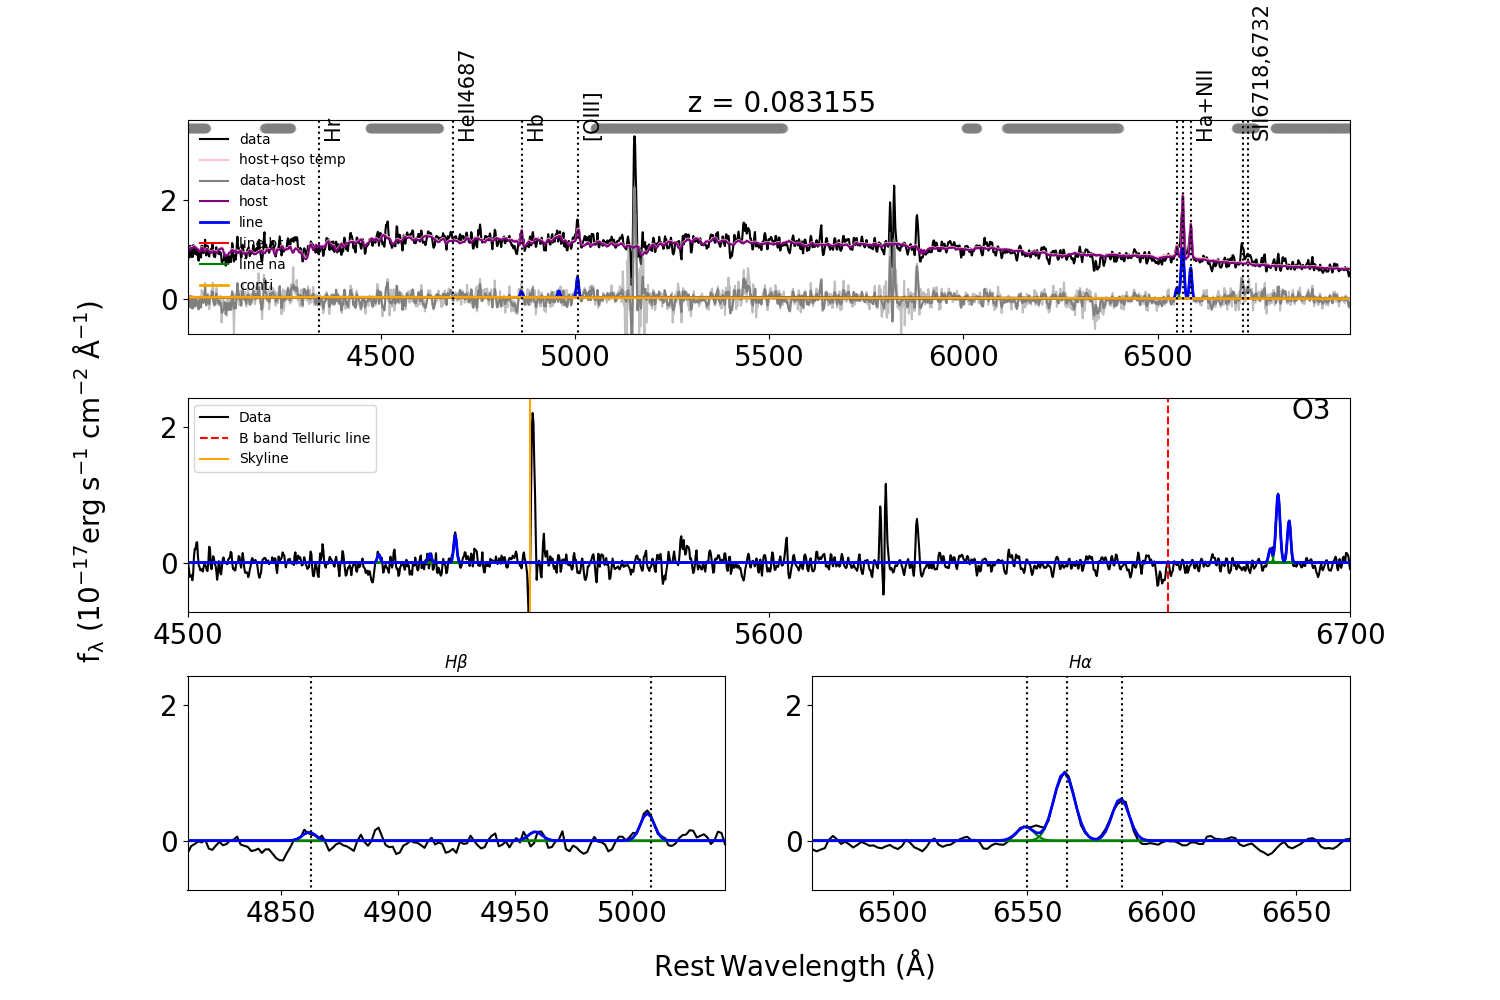 z = 0.083155
Hr
HeII4687
Hb
[OIII]
Ha+NII
SII6718,6732
data
host+qso temp
data-host
host
line
line na
conti
2
0
4500 5000 5500 6000 6500
f_λ (10^−17 erg s^−1 cm^−2 Å^−1)
Data
B band Telluric line
Skyline
O3
2
0
4500 5600 6700
Hβ
2
0
4850 4900 4950 5000
Hα
2
0
6500 6550 6600 6650
Rest Wavelength (Å)